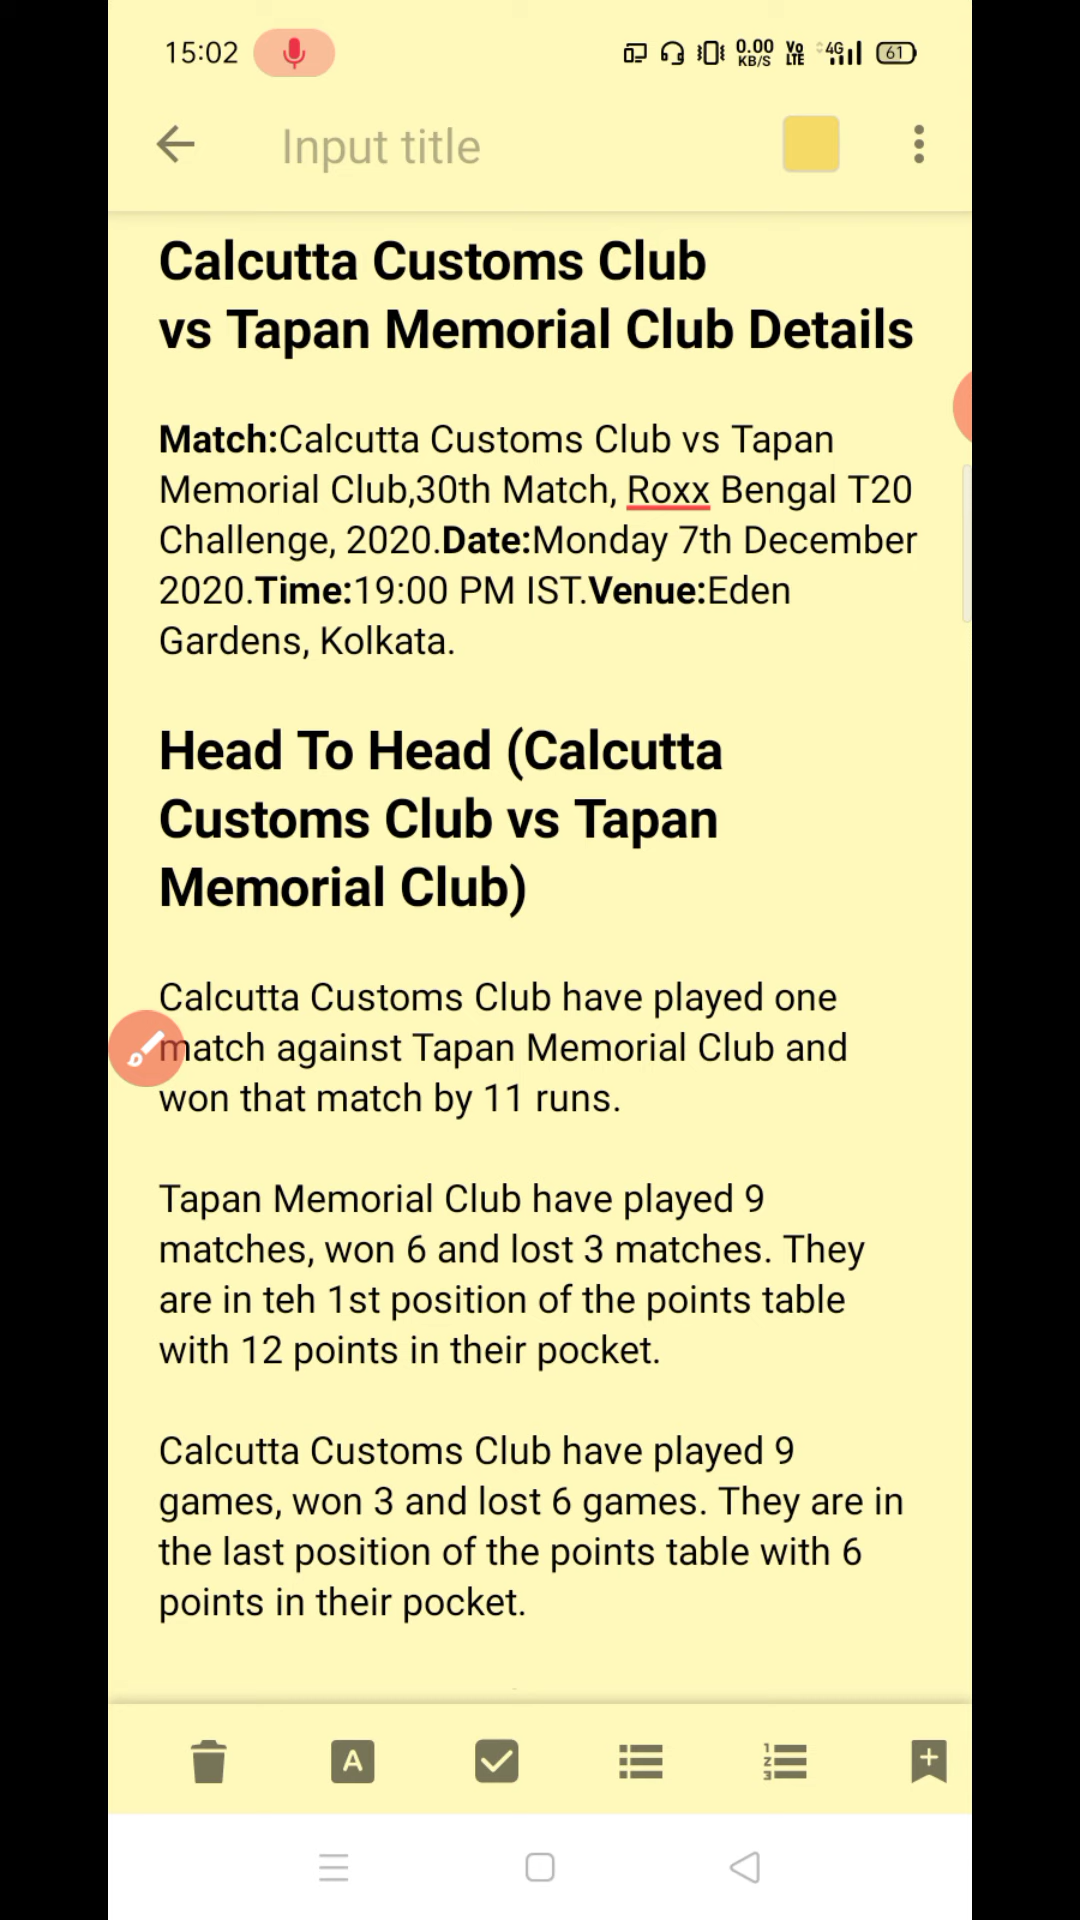 15:02
0.00
KB/S
Vo
LTE
4G
61
Input title
Calcutta Customs Club
vs Tapan Memorial Club Details
Match:Calcutta Customs Club vs Tapan
Memorial Club,30th Match, Roxx Bengal T20
Challenge, 2020.Date:Monday 7th December
2020.Time:19:00 PM IST.Venue:Eden
Gardens, Kolkata.
Head To Head (Calcutta
Customs Club vs Tapan
Memorial Club)
Calcutta Customs Club have played one
match against Tapan Memorial Club and
won that match by 11 runs.
Tapan Memorial Club have played 9
matches, won 6 and lost 3 matches. They
are in teh 1st position of the points table
with 12 points in their pocket.
Calcutta Customs Club have played 9
games, won 3 and lost 6 games. They are in
the last position of the points table with 6
points in their pocket.
A